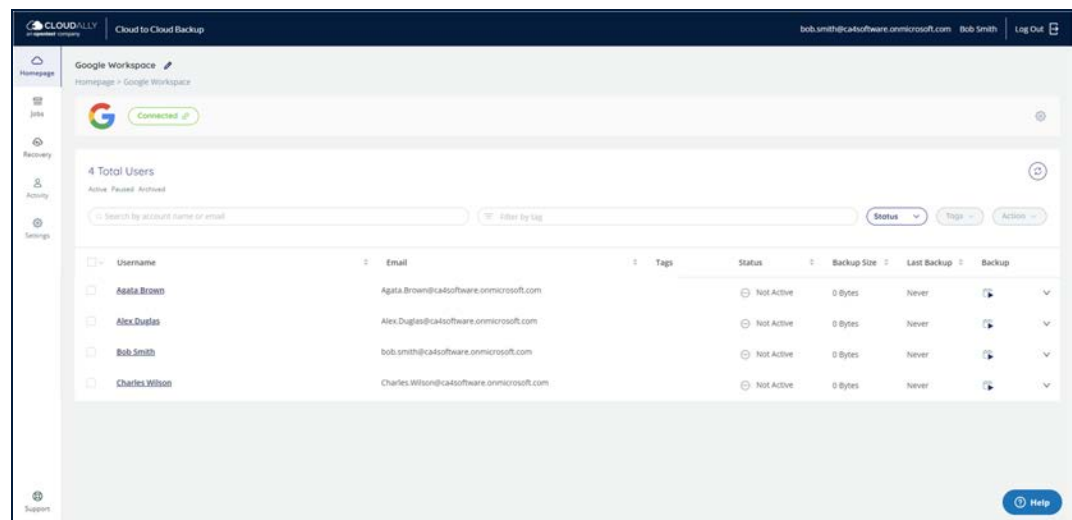 CLOUDALLY
an opentext company
Cloud to Cloud Backup
bob.smith@ca4software.onmicrosoft.com Bob Smith Log Out
Homepage
Jobs
Recovery
Activity
Settings
Support
Google Workspace
Homepage > Google Workspace
Connected
4 Total Users
Active Paused Archived
Search by account name or email
Filter by tag
Status
Tags
Action
Username Email Tags Status Backup Size Last Backup Backup
Agata Brown Agata.Brown@ca4software.onmicrosoft.com Not Active 0 Bytes Never
Alex Duglas Alex.Duglas@ca4software.onmicrosoft.com Not Active 0 Bytes Never
Bob Smith bob.smith@ca4software.onmicrosoft.com Not Active 0 Bytes Never
Charles Wilson Charles.Wilson@ca4software.onmicrosoft.com Not Active 0 Bytes Never
Help